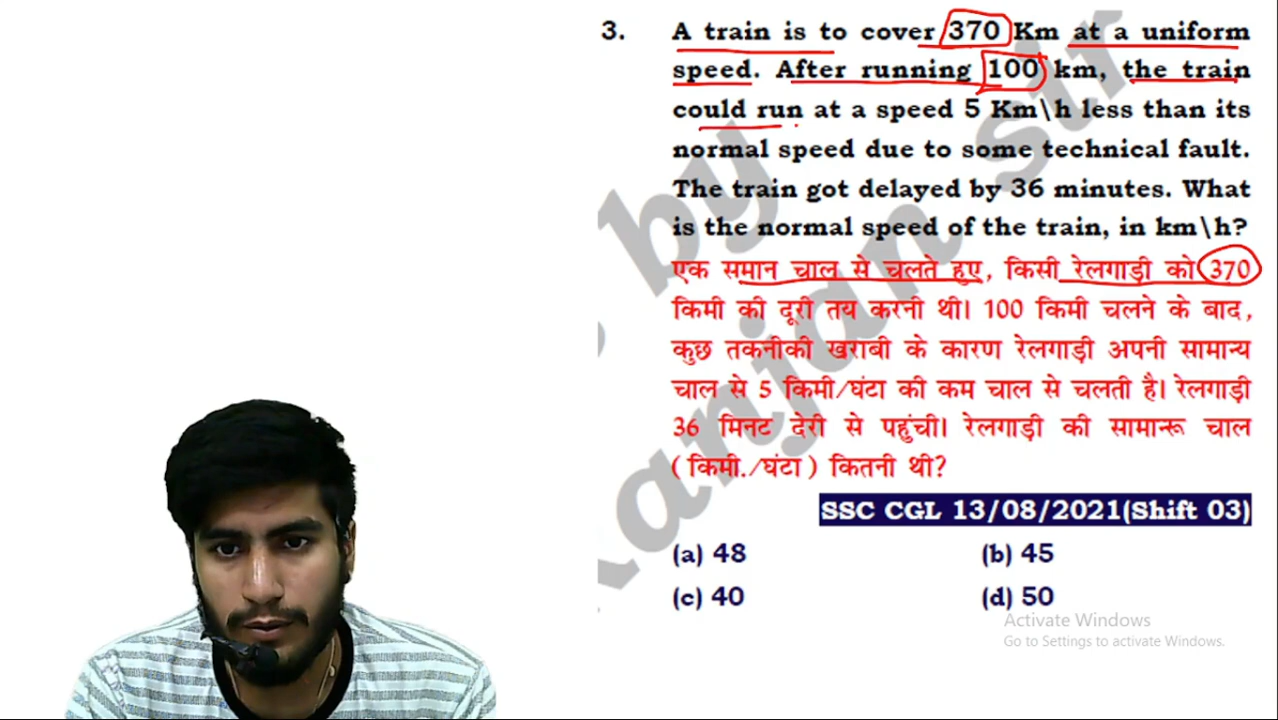 3. A train is to cover 370 Km at a uniform
speed. After running 100 km, the train
could run at a speed 5 Km\h less than its
normal speed due to some technical fault.
The train got delayed by 36 minutes. What
is the normal speed of the train, in km\h?
एक समान चाल से चलते हुए, किसी रेलगाड़ी को 370
किमी की दूरी तय करनी थी। 100 किमी चलने के बाद,
कुछ तकनीकी खराबी के कारण रेलगाड़ी अपनी सामान्य
चाल से 5 किमी/घंटा की कम चाल से चलती है। रेलगाड़ी
36 मिनट देरी से पहुंची। रेलगाड़ी की सामान्रू चाल
(किमी./घंटा) कितनी थी?
SSC CGL 13/08/2021(Shift 03)
(a) 48 (b) 45
(c) 40 (d) 50
Activate Windows
Go to Settings to activate Windows.
by
anjan sir